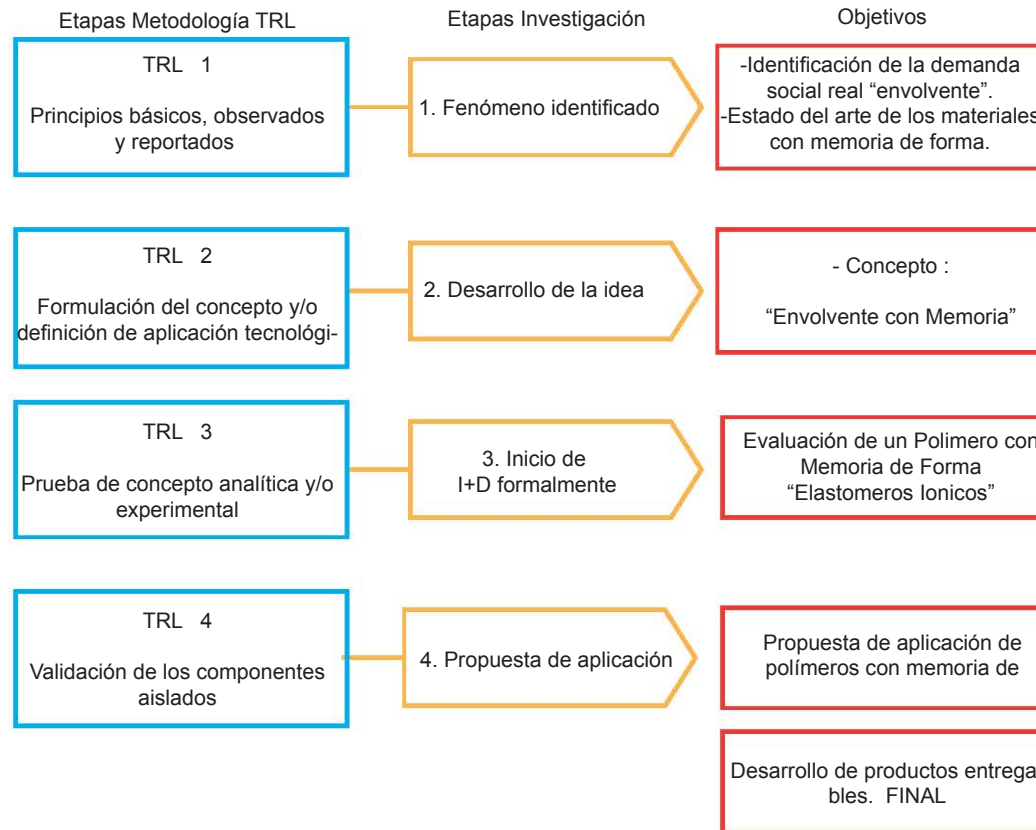 Etapas Metodología TRL
Etapas Investigación
Objetivos
TRL 1
Principios básicos, observados
y reportados
1. Fenómeno identificado
-Identificación de la demanda
social real “envolvente”.
-Estado del arte de los materiales
con memoria de forma.
TRL 2
Formulación del concepto y/o
definición de aplicación tecnológi-
2. Desarrollo de la idea
- Concepto :
“Envolvente con Memoria”
TRL 3
Prueba de concepto analítica y/o
experimental
3. Inicio de
I+D formalmente
Evaluación de un Polimero con
Memoria de Forma
“Elastomeros Ionicos”
TRL 4
Validación de los componentes
aislados
4. Propuesta de aplicación
Propuesta de aplicación de
polímeros con memoria de
Desarrollo de productos entrega
bles. FINAL